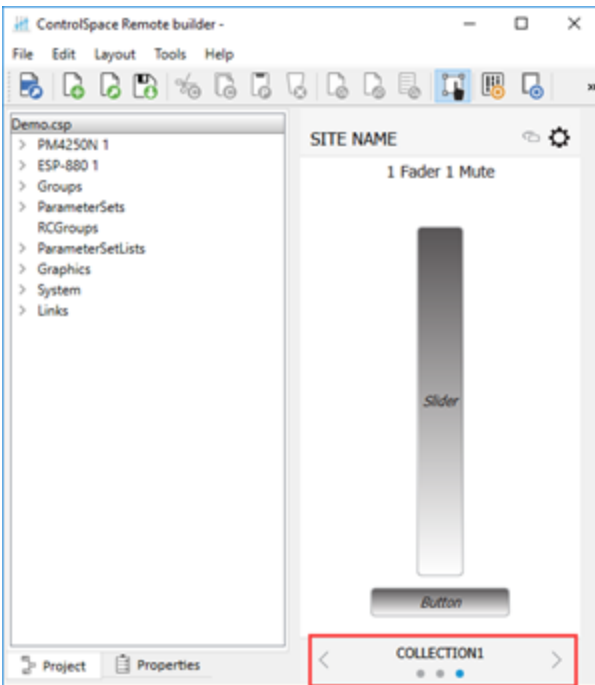 ControlSpace Remote builder -
File Edit Layout Tools Help
Demo.csp
PM4250N 1
ESP-880 1
Groups
ParameterSets
RCGroups
ParameterSetLists
Graphics
System
Links
Project Properties
SITE NAME
1 Fader 1 Mute
Slider
Button
COLLECTION1